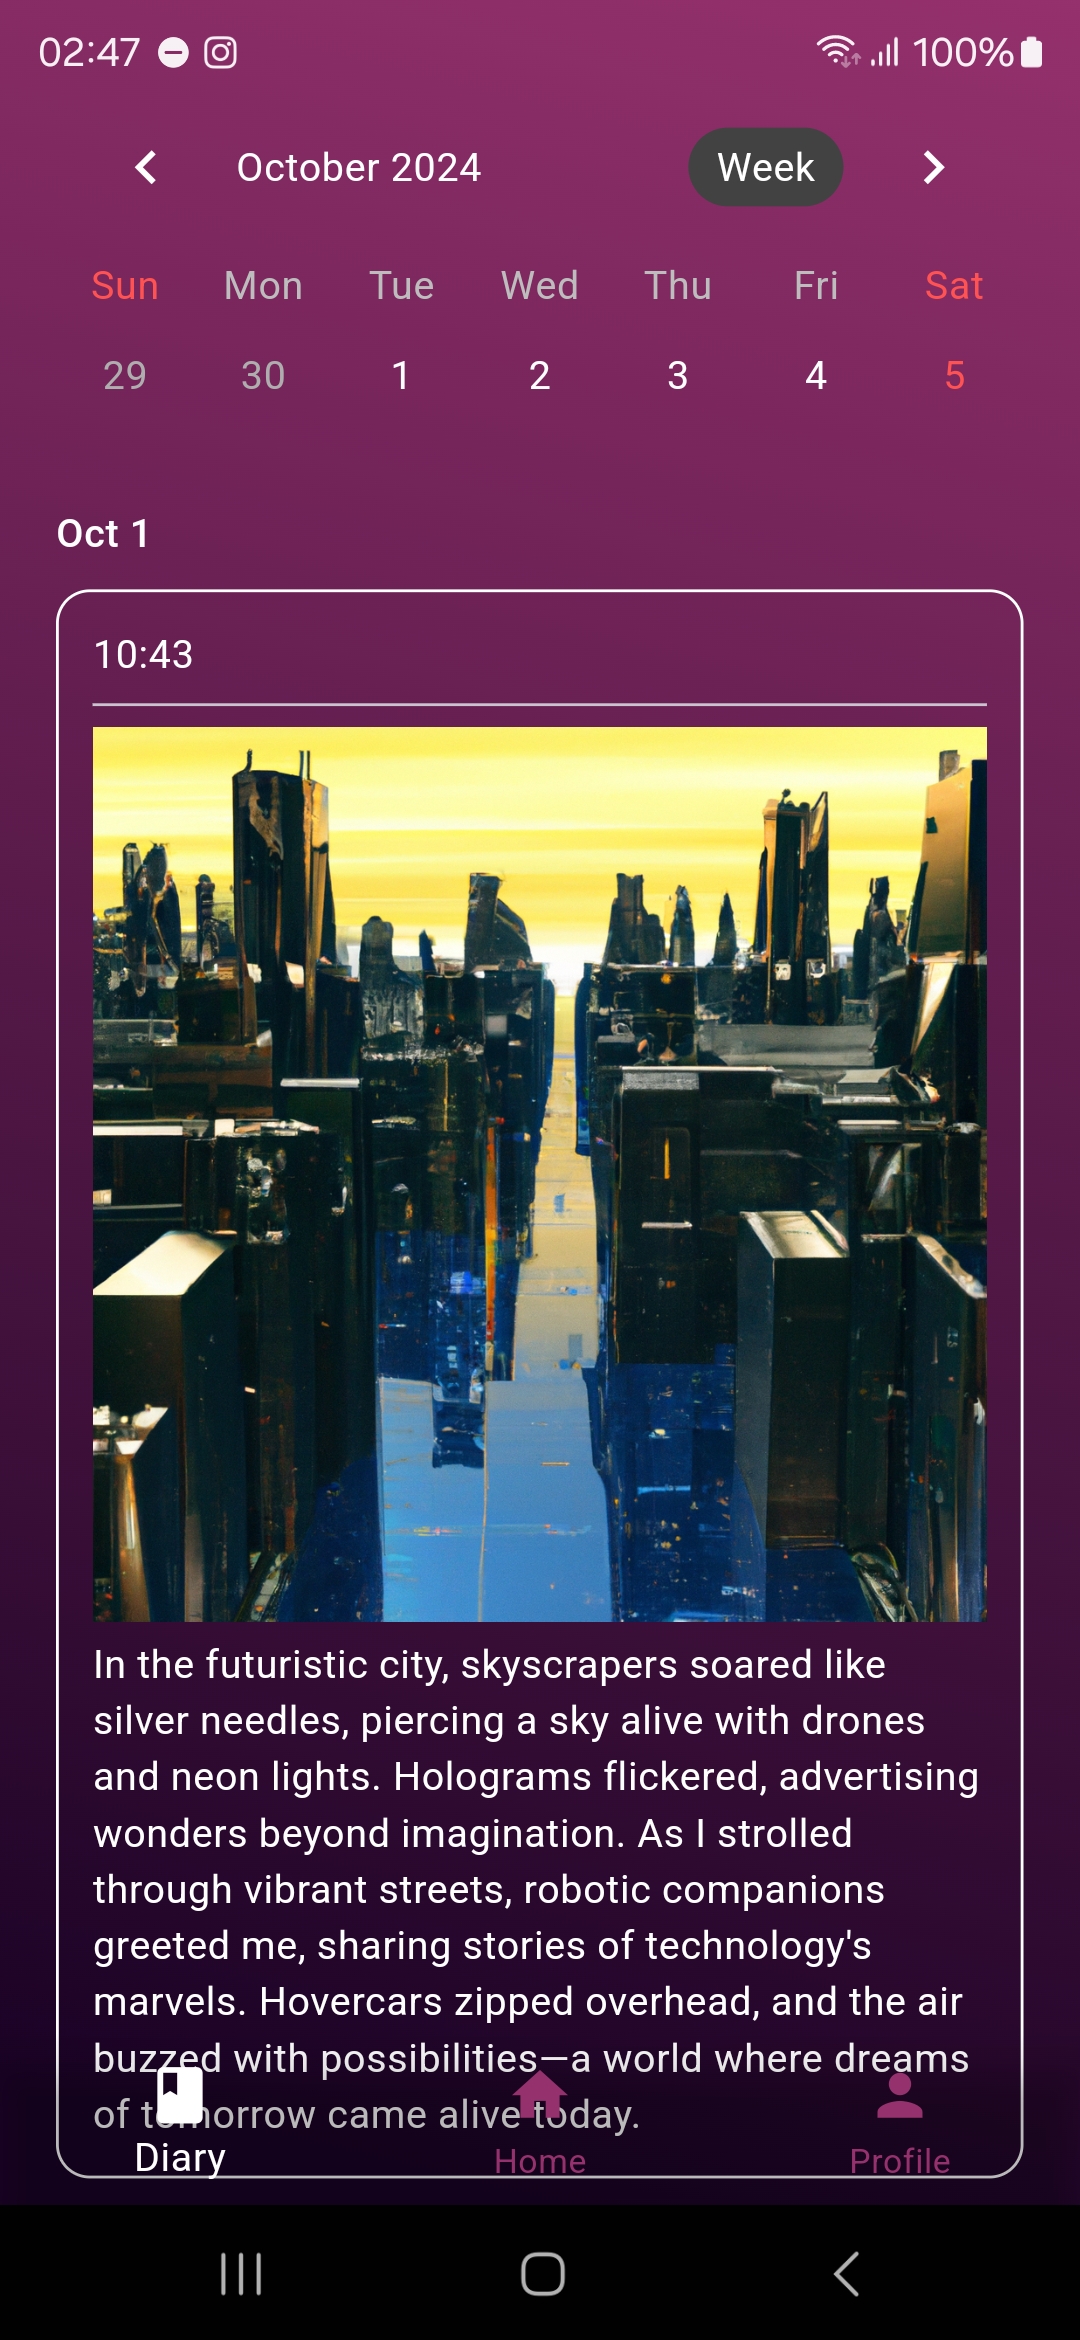 02:47 100%
October 2024 Week
Sun Mon Tue Wed Thu Fri Sat
29 30 1 2 3 4 5
Oct 1
10:43
In the futuristic city, skyscrapers soared like
silver needles, piercing a sky alive with drones
and neon lights. Holograms flickered, advertising
wonders beyond imagination. As I strolled
through vibrant streets, robotic companions
greeted me, sharing stories of technology's
marvels. Hovercars zipped overhead, and the air
buzzed with possibilities—a world where dreams
of tomorrow came alive today.
Diary Home Profile